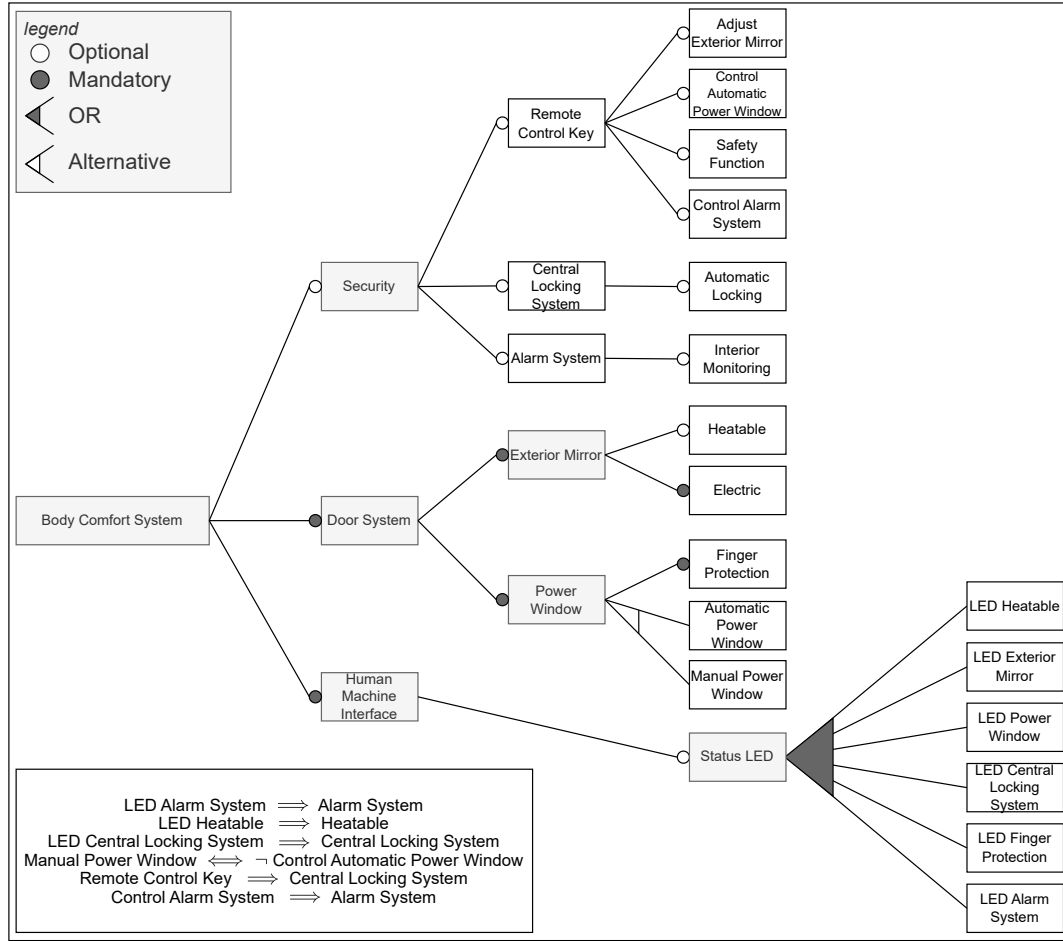 legend
Optional
Mandatory
OR
Alternative
Adjust
Exterior Mirror
Control
Automatic
Power Window
Remote
Control Key
Safety
Function
Control Alarm
System
Security
Central
Locking
System
Automatic
Locking
Alarm System
Interior
Monitoring
Heatable
Exterior Mirror
Electric
Body Comfort System
Door System
Finger
Protection
Power
Window
Automatic
Power
Window
Manual Power
Window
Human
Machine
Interface
Status LED
LED Heatable
LED Exterior
Mirror
LED Power
Window
LED Central
Locking
System
LED Finger
Protection
LED Alarm
System
LED Alarm System ⟹ Alarm System
LED Heatable ⟹ Heatable
LED Central Locking System ⟹ Central Locking System
Manual Power Window ⟺ ¬ Control Automatic Power Window
Remote Control Key ⟹ Central Locking System
Control Alarm System ⟹ Alarm System